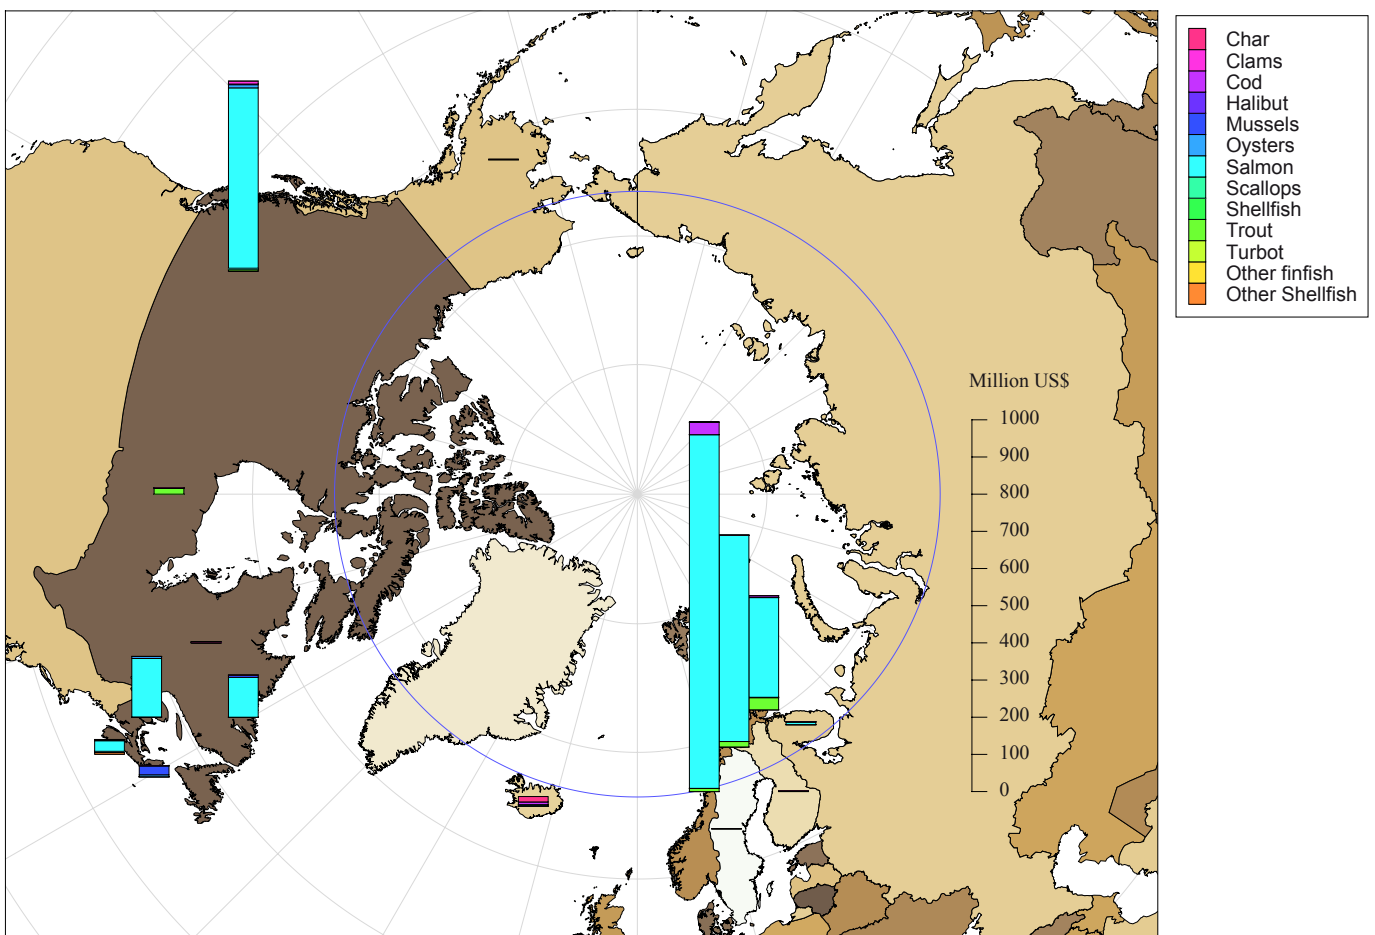 Char
Clams
Cod
Halibut
Mussels
Oysters
Salmon
Scallops
Shellfish
Trout
Turbot
Other finfish
Other Shellfish
Million US$
1000
900
800
700
600
500
400
300
200
100
0